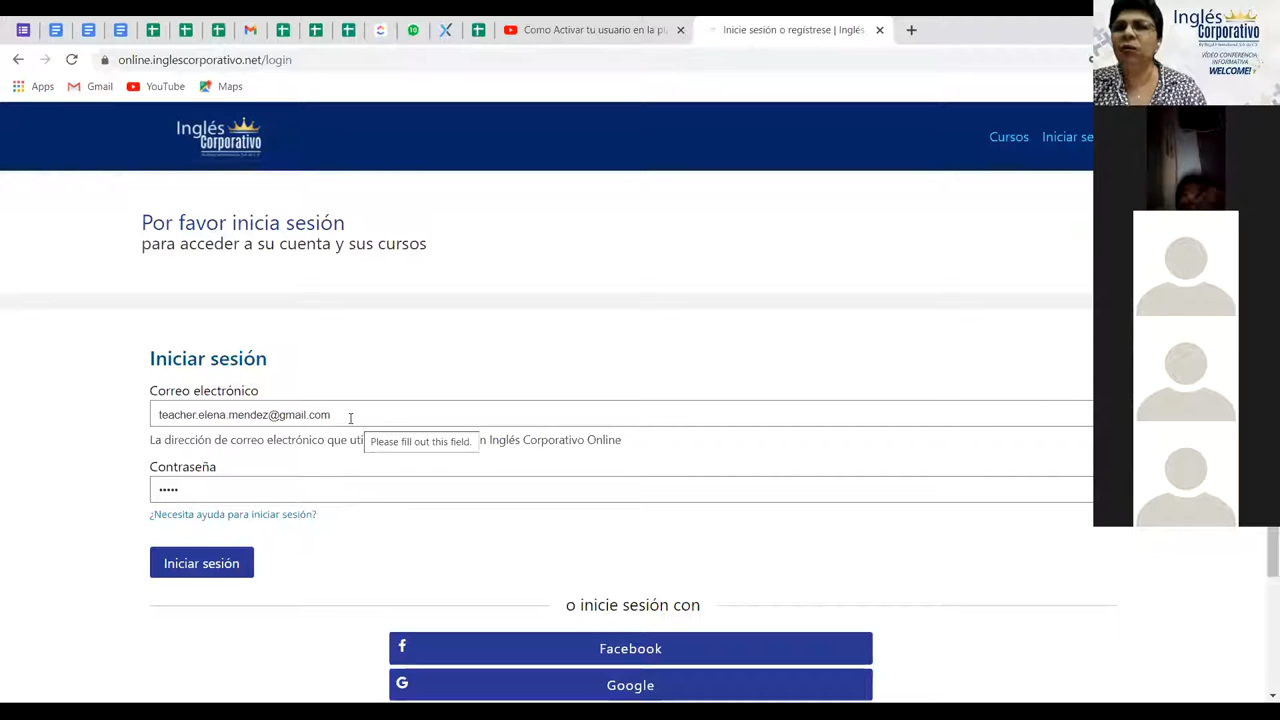 Como Activar tu usuario en la pl
Inicie sesión o regístrese | Inglés
online.inglescorporativo.net/login
Apps
Gmail
YouTube
Maps
Inglés
Corporativo
VÍDEO CONFERENCIA
INFORMATIVA
WELCOME!
Inglés
Corporativo
Cursos
Iniciar se
Por favor inicia sesión
para acceder a su cuenta y sus cursos
Iniciar sesión
Correo electrónico
teacher.elena.mendez@gmail.com
La dirección de correo electrónico que uti
Please fill out this field.
n Inglés Corporativo Online
Contraseña
•••••
¿Necesita ayuda para iniciar sesión?
Iniciar sesión
o inicie sesión con
Facebook
Google